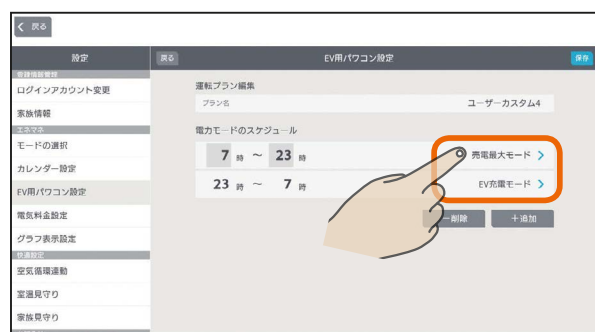 戻る
設定
戻る
EV用パワコン設定
保存
登録情報管理
ログインアカウント変更
家族情報
エネマネ
モードの選択
カレンダー設定
EV用パワコン設定
電気料金設定
グラフ表示設定
快適設定
空気循環運動
室温見守り
家族見守り
運転プラン編集
プラン名 ユーザーカスタム4
電力モードのスケジュール
7 時 ～ 23 時 売電最大モード
23 時 ～ 7 時 EV充電モード
－削除 ＋追加